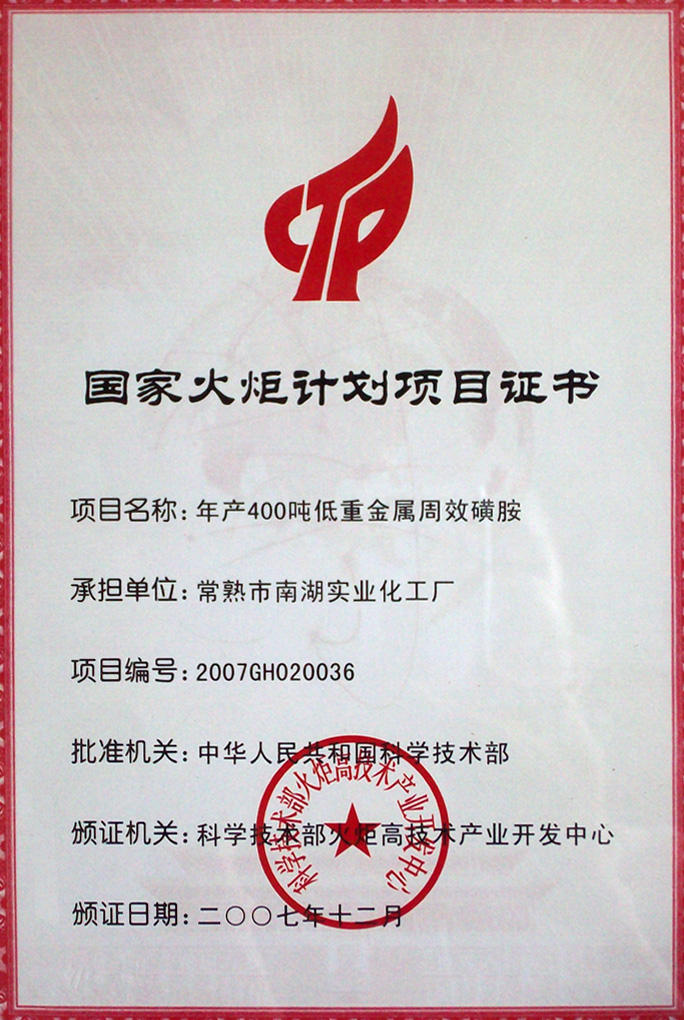 CTP
国家火炬计划项目证书
项目名称：年产400吨低重金属周效磺胺
承担单位：常熟市南湖实业化工厂
项目编号：2007GH020036
批准机关：中华人民共和国科学技术部
颁证机关：科学技术部火炬高技术产业开发中心
颁证日期：二〇〇七年十二月
科学技术部火炬高技术产业开发中心